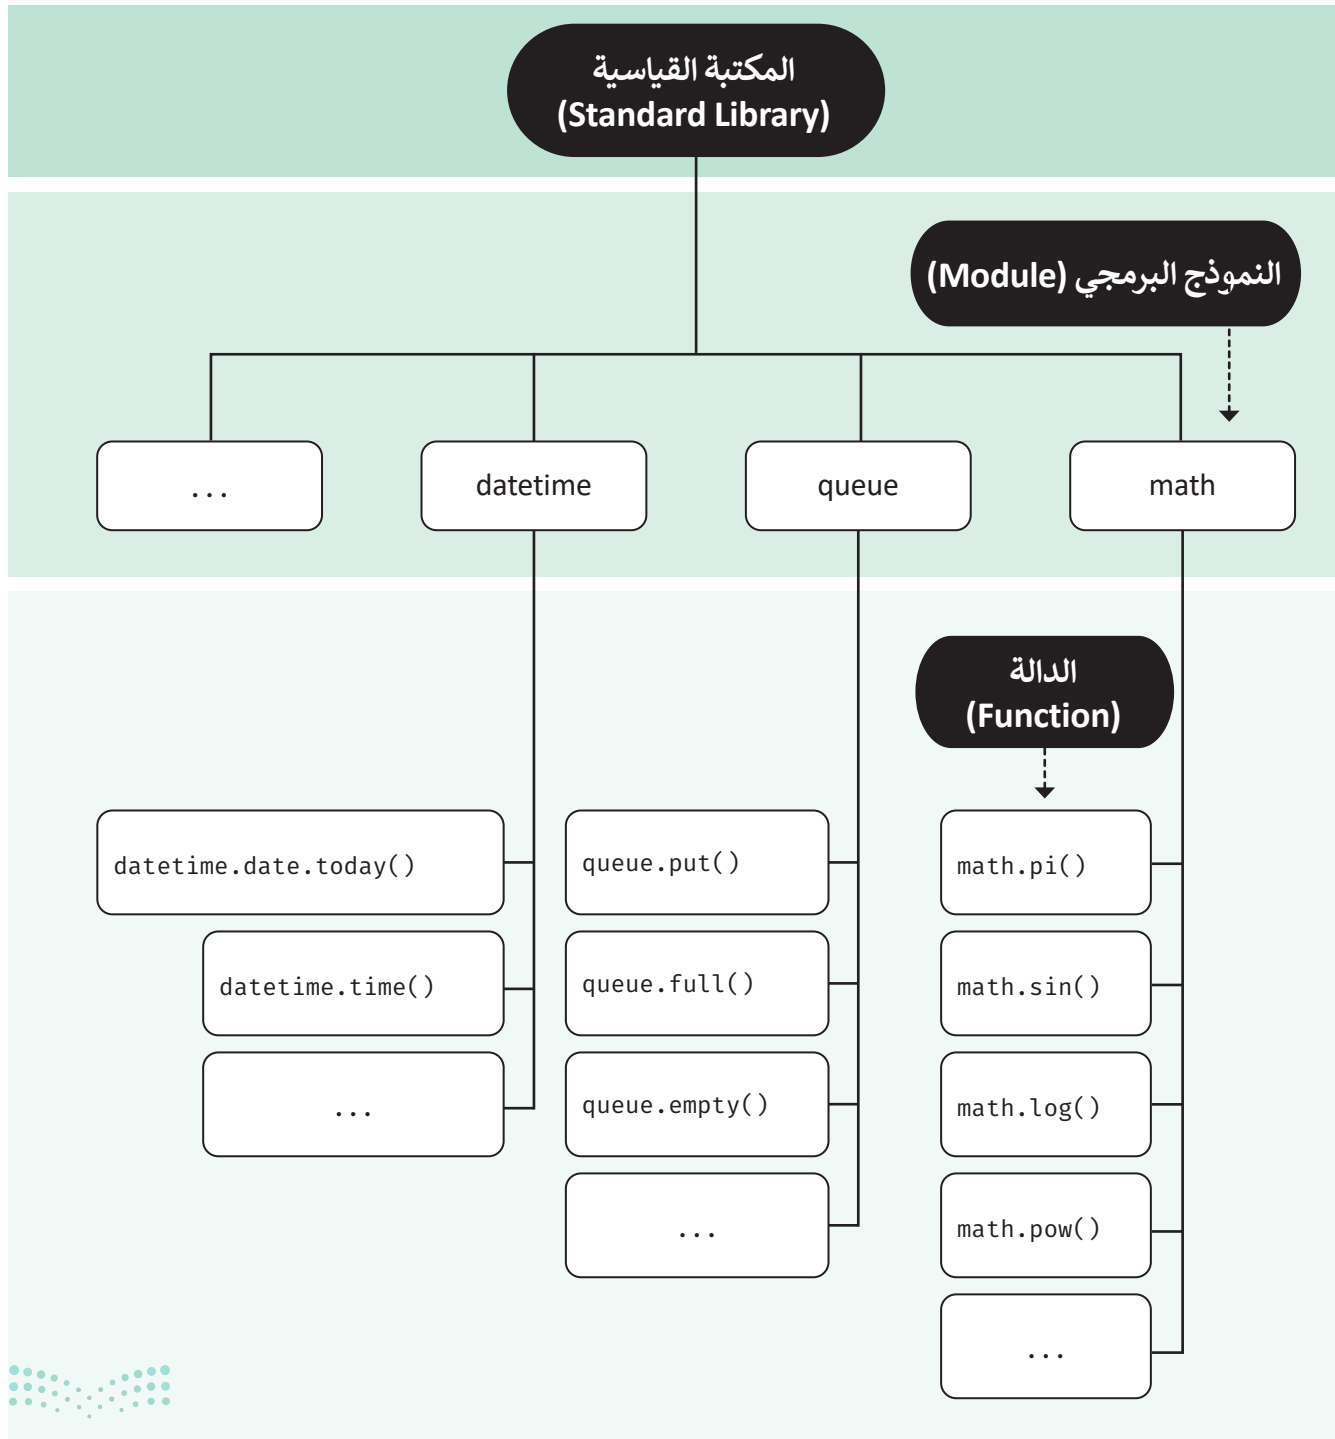 المكتبة القياسية
(Standard Library)
النموذج البرمجي (Module)
math
queue
datetime
...
الدالة
(Function)
math.pi()
math.sin()
math.log()
math.pow()
...
queue.put()
queue.full()
queue.empty()
...
datetime.date.today()
datetime.time()
...